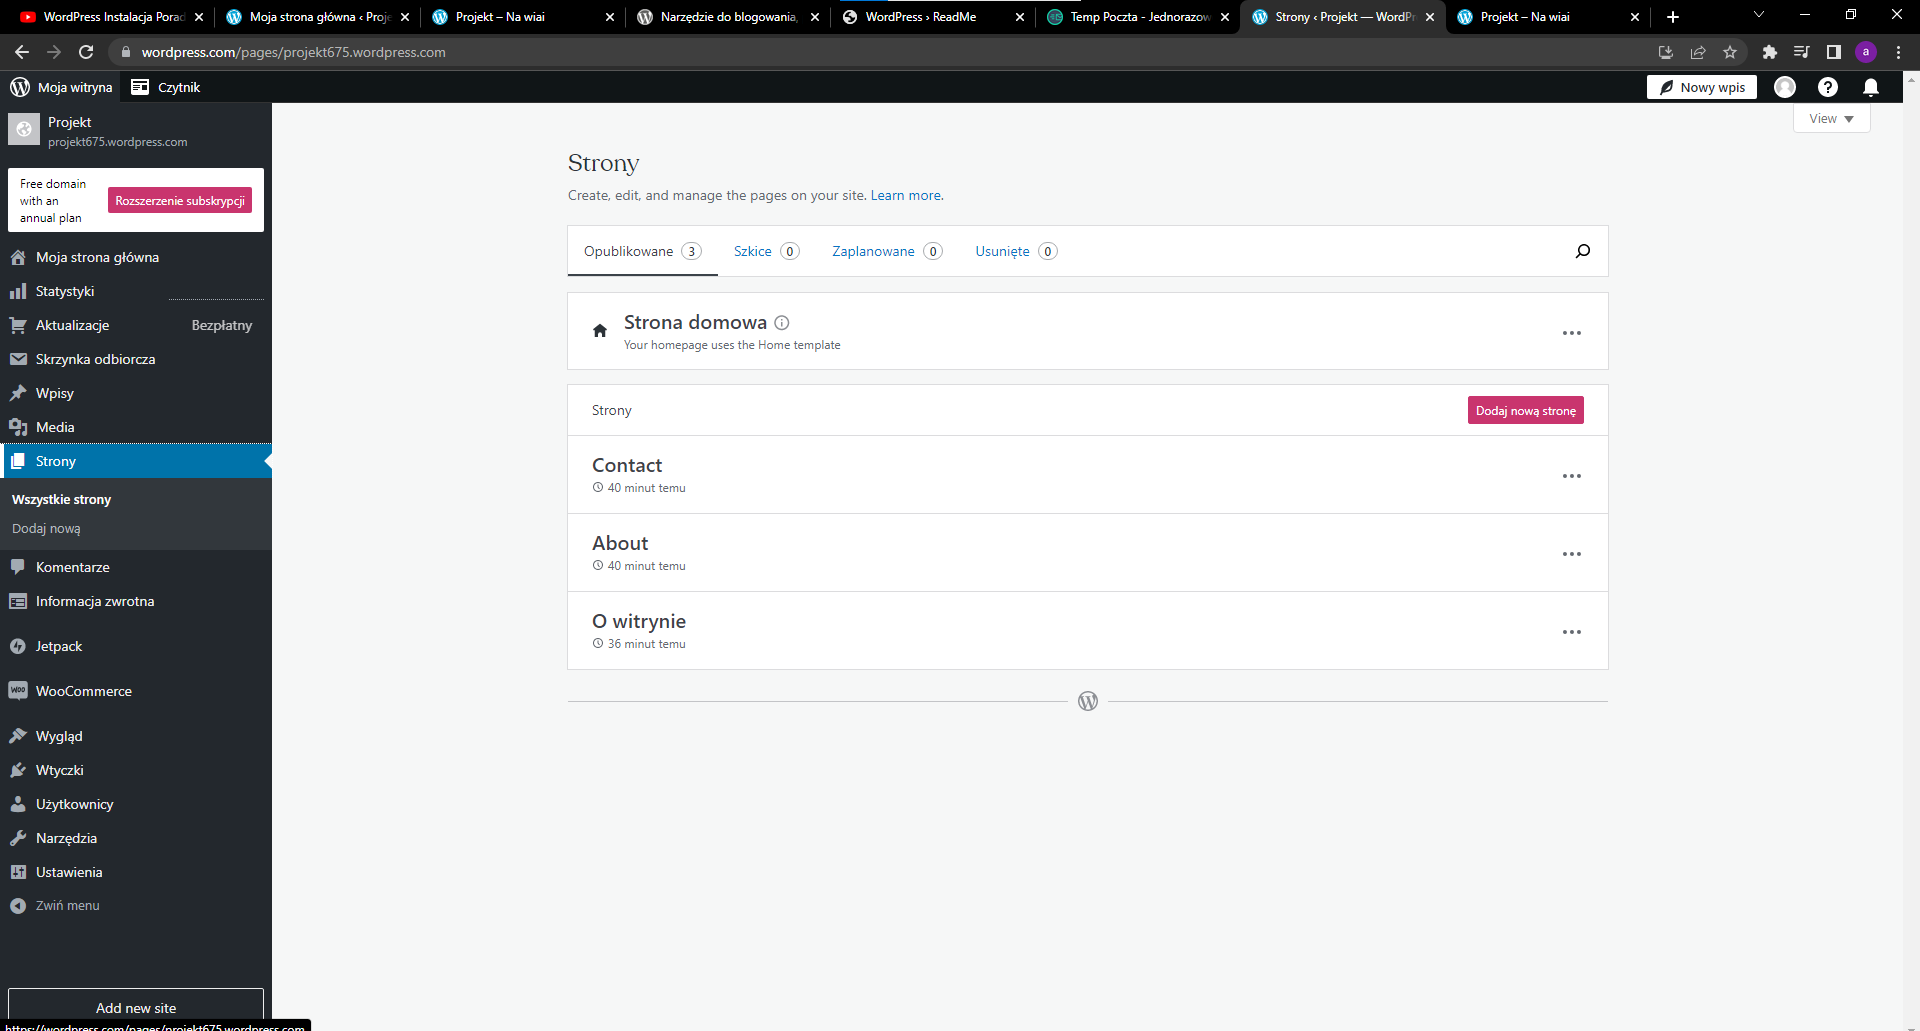 WordPress Instalacja Porad
Moja strona główna ‹ Proje
Projekt – Na wiai
Narzędzie do blogowania,
WordPress › ReadMe
Temp Poczta - Jednorazow
Strony ‹ Projekt — WordPr
Projekt – Na wiai
wordpress.com/pages/projekt675.wordpress.com
a
Moja witryna
Czytnik
Nowy wpis
Projekt
projekt675.wordpress.com
View
Free domain
with an
annual plan
Rozszerzenie subskrypcji
Strony
Create, edit, and manage the pages on your site. Learn more.
Opublikowane 3
Szkice 0
Zaplanowane 0
Usunięte 0
Moja strona główna
Statystyki
Aktualizacje Bezpłatny
Skrzynka odbiorcza
Wpisy
Media
Strony
Wszystkie strony
Dodaj nową
Komentarze
Informacja zwrotna
Jetpack
WOO
WooCommerce
Wygląd
Wtyczki
Użytkownicy
Narzędzia
Ustawienia
Zwiń menu
Add new site
https://wordpress.com/pages/projekt675.wordpress.com
Strona domowa
Your homepage uses the Home template
Strony
Dodaj nową stronę
Contact
40 minut temu
About
40 minut temu
O witrynie
36 minut temu